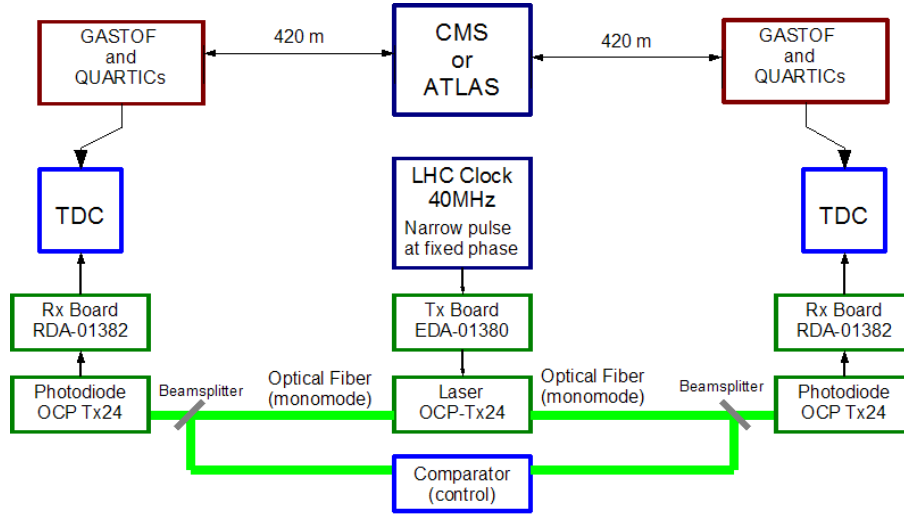 GASTOF
and
QUARTICs
420 m
CMS
or
ATLAS
420 m
GASTOF
and
QUARTICs
TDC
LHC Clock
40MHz
Narrow pulse
at fixed phase
TDC
Rx Board
RDA-01382
Tx Board
EDA-01380
Rx Board
RDA-01382
Photodiode
OCP Tx24
Beamsplitter
Optical Fiber
(monomode)
Laser
OCP-Tx24
Optical Fiber
(monomode)
Beamsplitter
Photodiode
OCP Tx24
Comparator
(control)